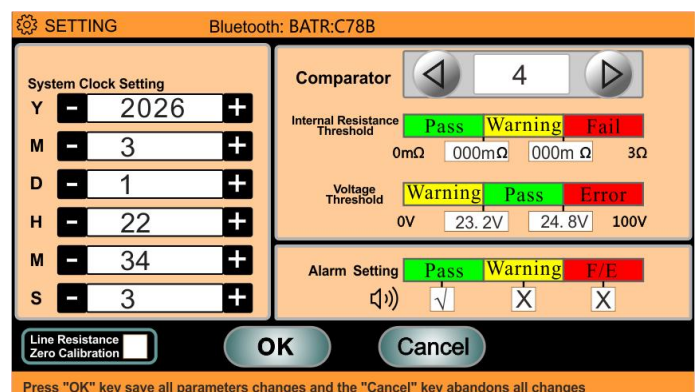 SETTING Bluetooth: BATR:C78B
System Clock Setting
Y - 2026 +
M - 3 +
D - 1 +
H - 22 +
M - 34 +
S - 3 +
Comparator 4
Internal Resistance
Threshold
Pass Warning Fail
0mΩ 000mΩ 000m Ω 3Ω
Voltage
Threshold
Warning Pass Error
0V 23. 2V 24. 8V 100V
Alarm Setting Pass Warning F/E
√ X X
Line Resistance
Zero Calibration
OK Cancel
Press "OK" key save all parameters changes and the "Cancel" key abandons all changes